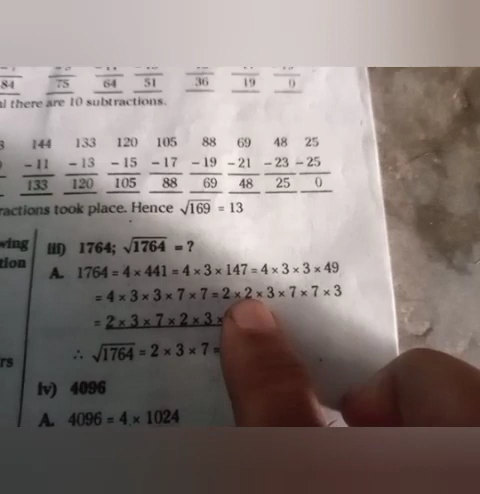 84 75 64 51 36 19 0
there are 10 subtractions.
144 133 120 105 88 69 48 25
- 11 - 13 - 15 - 17 - 19 - 21 - 23 - 25
133 120 105 88 69 48 25 0
took place. Hence √169 = 13
iii) 1764; √1764 = ?
A. 1764 = 4 × 441 = 4 × 3 × 147 = 4 × 3 × 3 × 49
= 4 × 3 × 3 × 7 × 7 = 2 × 2 × 3 × 7 × 7 × 3
= 2 × 3 × 7 × 2 × 3 ×
∴ √1764 = 2 × 3 × 7 =
iv) 4096
A. 4096 = 4 × 1024